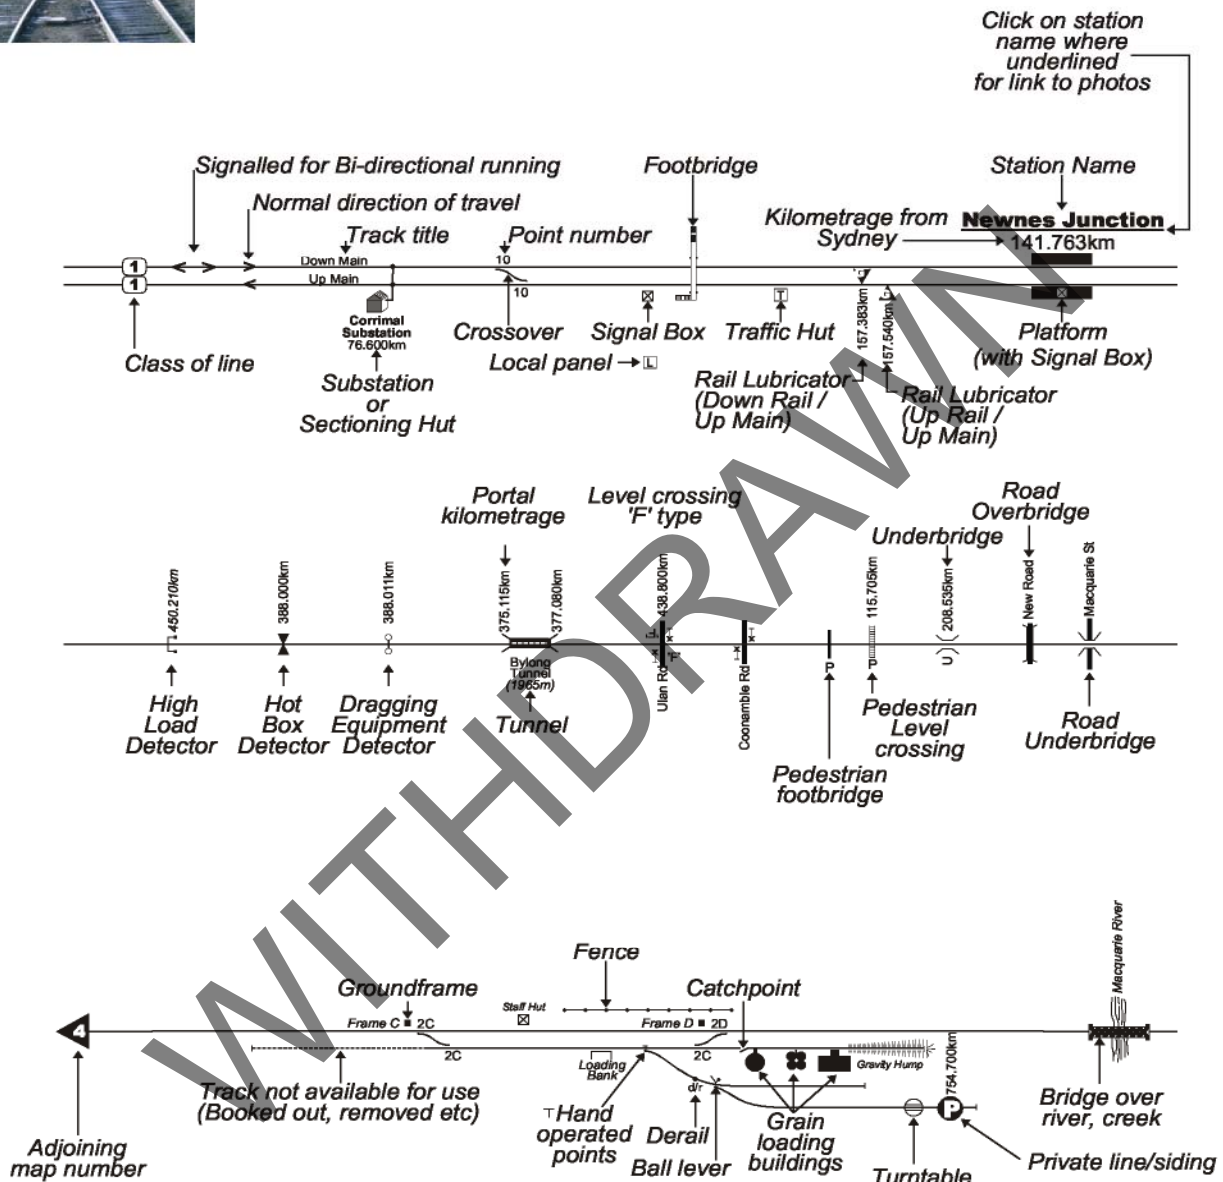 Click on station
name where
underlined
for link to photos
Signalled for Bi-directional running
Footbridge
Station Name
Normal direction of travel
Kilometrage from
Sydney
Newnes Junction
141.763km
Track title
Point number
Down Main
10
1
Up Main
1
10
Corrimal
Substation
76.600km
Crossover
Signal Box
T
Traffic Hut
157.383km
157.540km
Platform
(with Signal Box)
Class of line
Local panel
L
Substation
or
Sectioning Hut
Rail Lubricator
(Down Rail /
Up Main)
Rail Lubricator
(Up Rail /
Up Main)
Portal
kilometrage
Level crossing
'F' type
Road
Overbridge
Underbridge
450.210km
388.000km
388.011km
375.115km
377.080km
438.800km
115.705km
208.535km
New Road
Macquarie St
Bylong
Tunnel
(1965m)
Ulan Rd
'F'
Coonamble Rd
P
P
U
High
Load
Detector
Hot
Box
Detector
Dragging
Equipment
Detector
Tunnel
Pedestrian
footbridge
Pedestrian
Level
crossing
Road
Underbridge
WITHDRAWN
Fence
Groundframe
Catchpoint
Macquarie River
Staff Hut
Frame C
2C
Frame D
2D
4
2C
2C
Loading
Bank
Gravity Hump
754.700km
Track not available for use
(Booked out, removed etc)
d/r
P
Hand
operated
points
Derail
Ball lever
Grain
loading
buildings
Turntable
Private line/siding
Bridge over
river, creek
Adjoining
map number